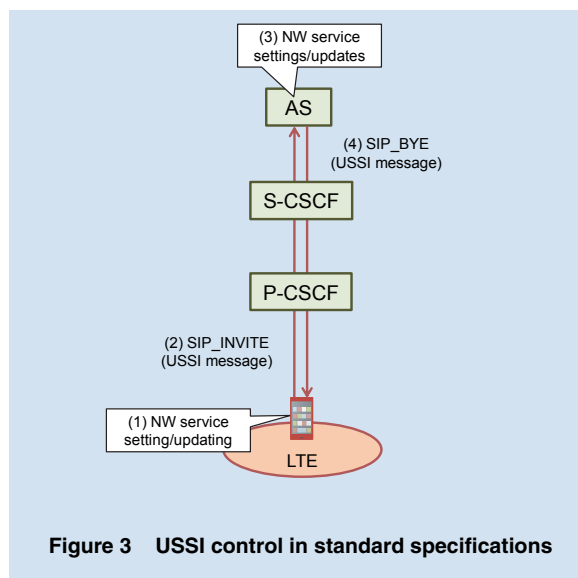 (3) NW service
settings/updates
AS
(4) SIP_BYE
(USSI message)
S-CSCF
P-CSCF
(2) SIP_INVITE
(USSI message)
(1) NW service
setting/updating
LTE
Figure 3 USSI control in standard specifications